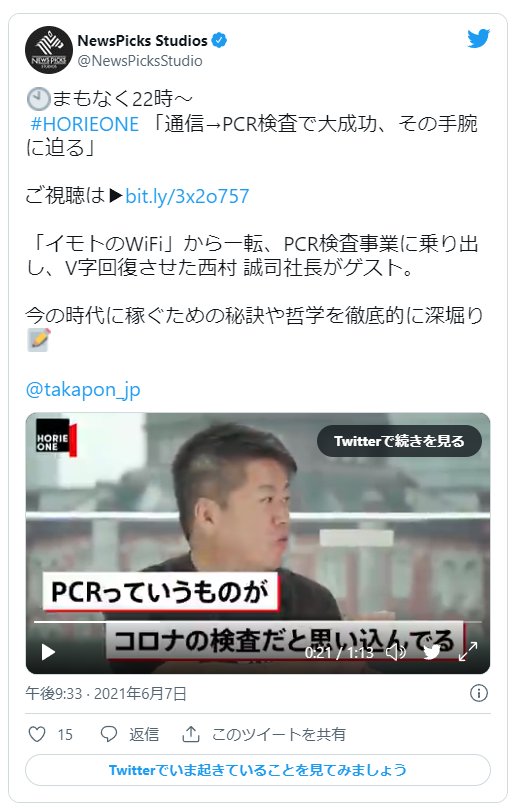 NewsPicks Studios
@NewsPicksStudio
NEWS PICKS
STUDIOS
🕙まもなく22時〜
#HORIEONE 「通信→PCR検査で大成功、その手腕
に迫る」
ご視聴は▶bit.ly/3x2o757
「イモトのWiFi」から一転、PCR検査事業に乗り出
し、V字回復させた西村 誠司社長がゲスト。
今の時代に稼ぐための秘訣や哲学を徹底的に深堀り
📝
@takapon_jp
HORIE
ONE
Twitterで続きを見る
PCRっていうものが
コロナの検査だと思い込んでる
0:21 / 1:13
午後9:33 · 2021年6月7日
15
返信
このツイートを共有
Twitterでいま起きていることを見てみましょう